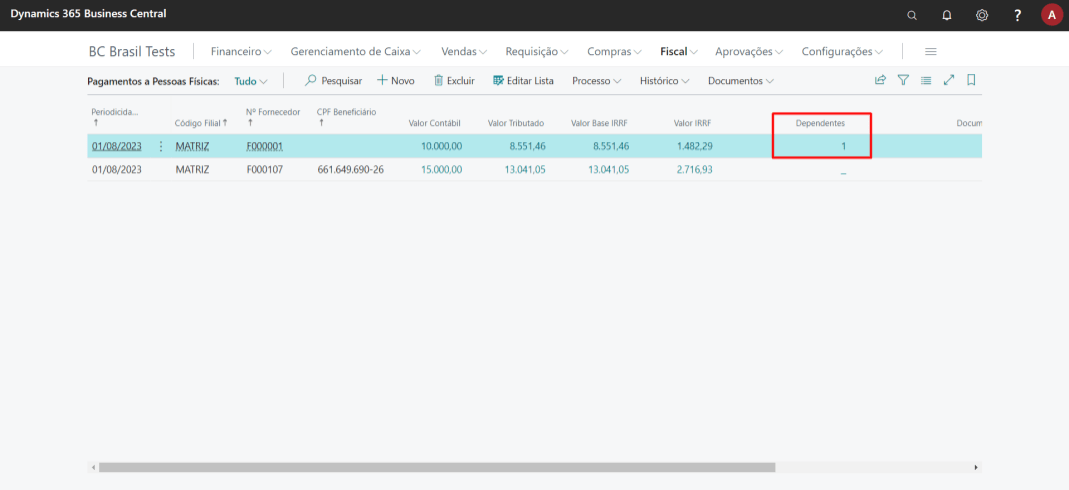 Dynamics 365 Business Central
? A
BC Brasil Tests Financeiro Gerenciamento de Caixa Vendas Requisição Compras Fiscal Aprovações Configurações
Pagamentos a Pessoas Físicas: Tudo Pesquisar + Novo Excluir Editar Lista Processo Histórico Documentos
Periodicida... ↑ Código Filial ↑ Nº Fornecedor ↑ CPF Beneficiário ↑ Valor Contábil Valor Tributado Valor Base IRRF Valor IRRF Dependentes Docum
01/08/2023 MATRIZ F000001 10.000,00 8.551,46 8.551,46 1.482,29 1
01/08/2023 MATRIZ F000107 661.649.690-26 15.000,00 13.041,05 13.041,05 2.716,93 _